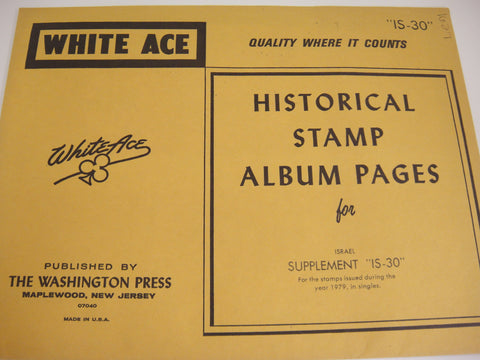 "IS-30"
WHITE ACE
QUALITY WHERE IT COUNTS
HISTORICAL
STAMP
ALBUM PAGES
for
ISRAEL
SUPPLEMENT "IS-30"
For the stamps issued during the
year 1979, in singles.
White Ace
PUBLISHED BY
THE WASHINGTON PRESS
MAPLEWOOD, NEW JERSEY
07040
MADE IN U.S.A.